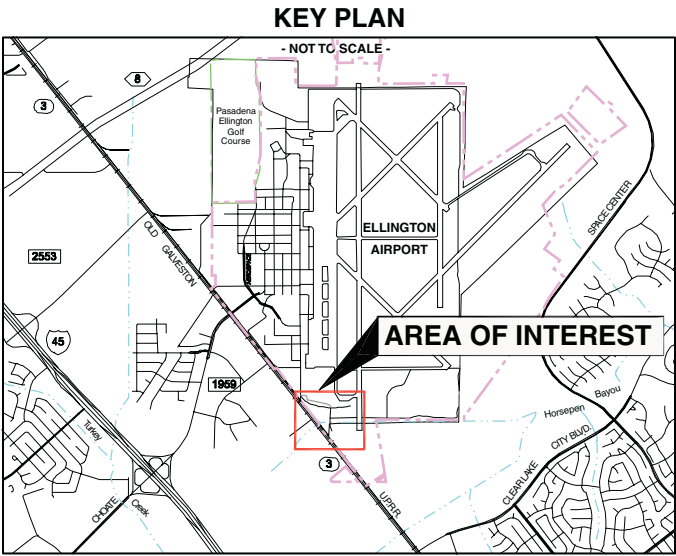 KEY PLAN
- NOT TO SCALE -
8
3
Pasadena
Ellington
Golf
Course
OLD GALVESTON
ELLINGTON
AIRPORT
SPACE CENTER
2553
AEROSPACE
45
AREA OF INTEREST
1959
Horsepen Bayou
CITY BLVD.
CLEAR LAKE
3
U.P.R.R
Turkey
Creek
CHOATE